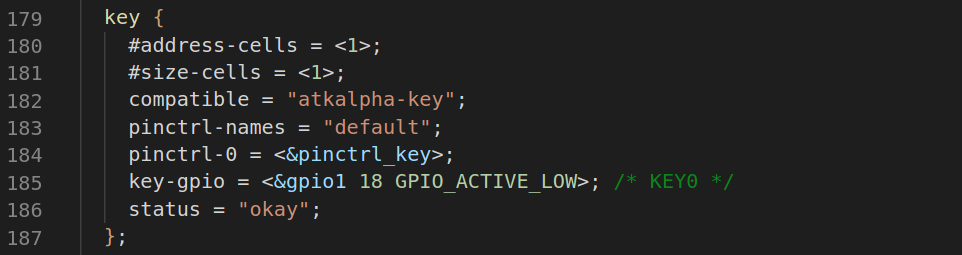 179 key {
180 #address-cells = <1>;
181 #size-cells = <1>;
182 compatible = "atkalpha-key";
183 pinctrl-names = "default";
184 pinctrl-0 = <&pinctrl_key>;
185 key-gpio = <&gpio1 18 GPIO_ACTIVE_LOW>; /* KEY0 */
186 status = "okay";
187 };